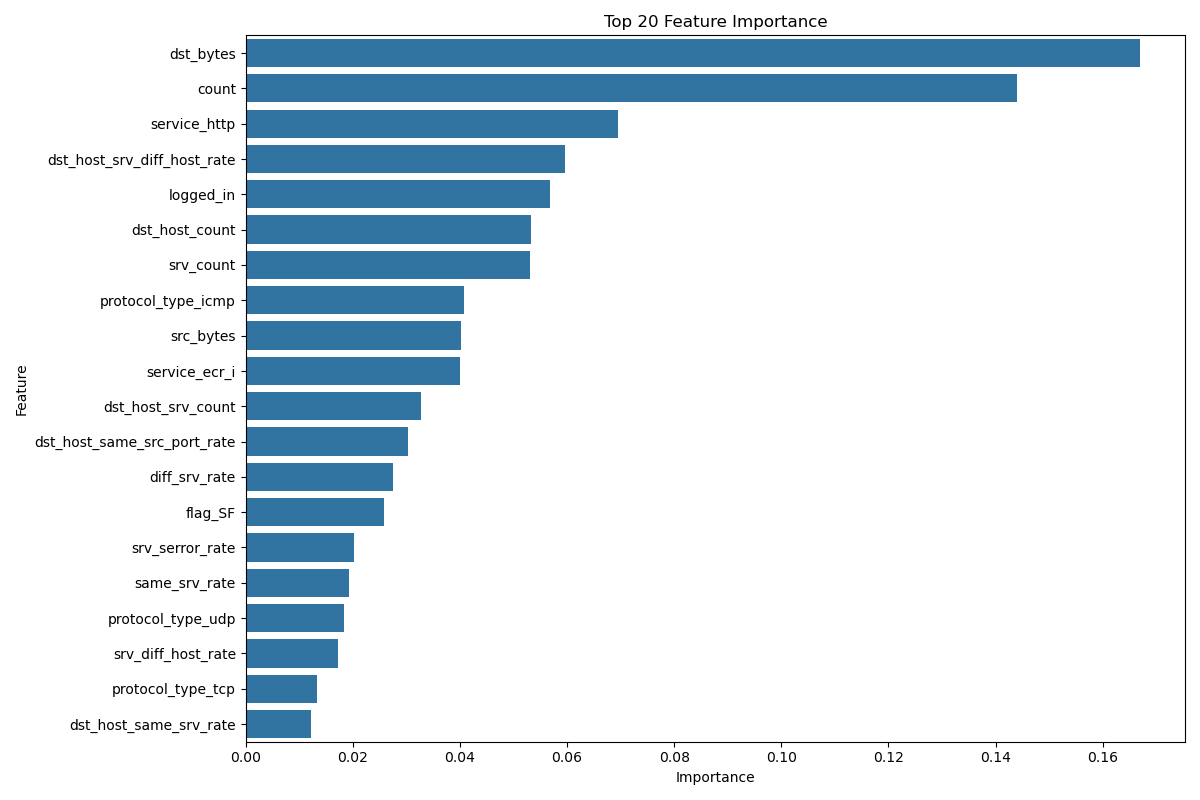 Top 20 Feature Importance
dst_bytes
count
service_http
dst_host_srv_diff_host_rate
logged_in
dst_host_count
srv_count
protocol_type_icmp
src_bytes
service_ecr_i
dst_host_srv_count
dst_host_same_src_port_rate
diff_srv_rate
flag_SF
srv_serror_rate
same_srv_rate
protocol_type_udp
srv_diff_host_rate
protocol_type_tcp
dst_host_same_srv_rate
Feature
0.00 0.02 0.04 0.06 0.08 0.10 0.12 0.14 0.16
Importance